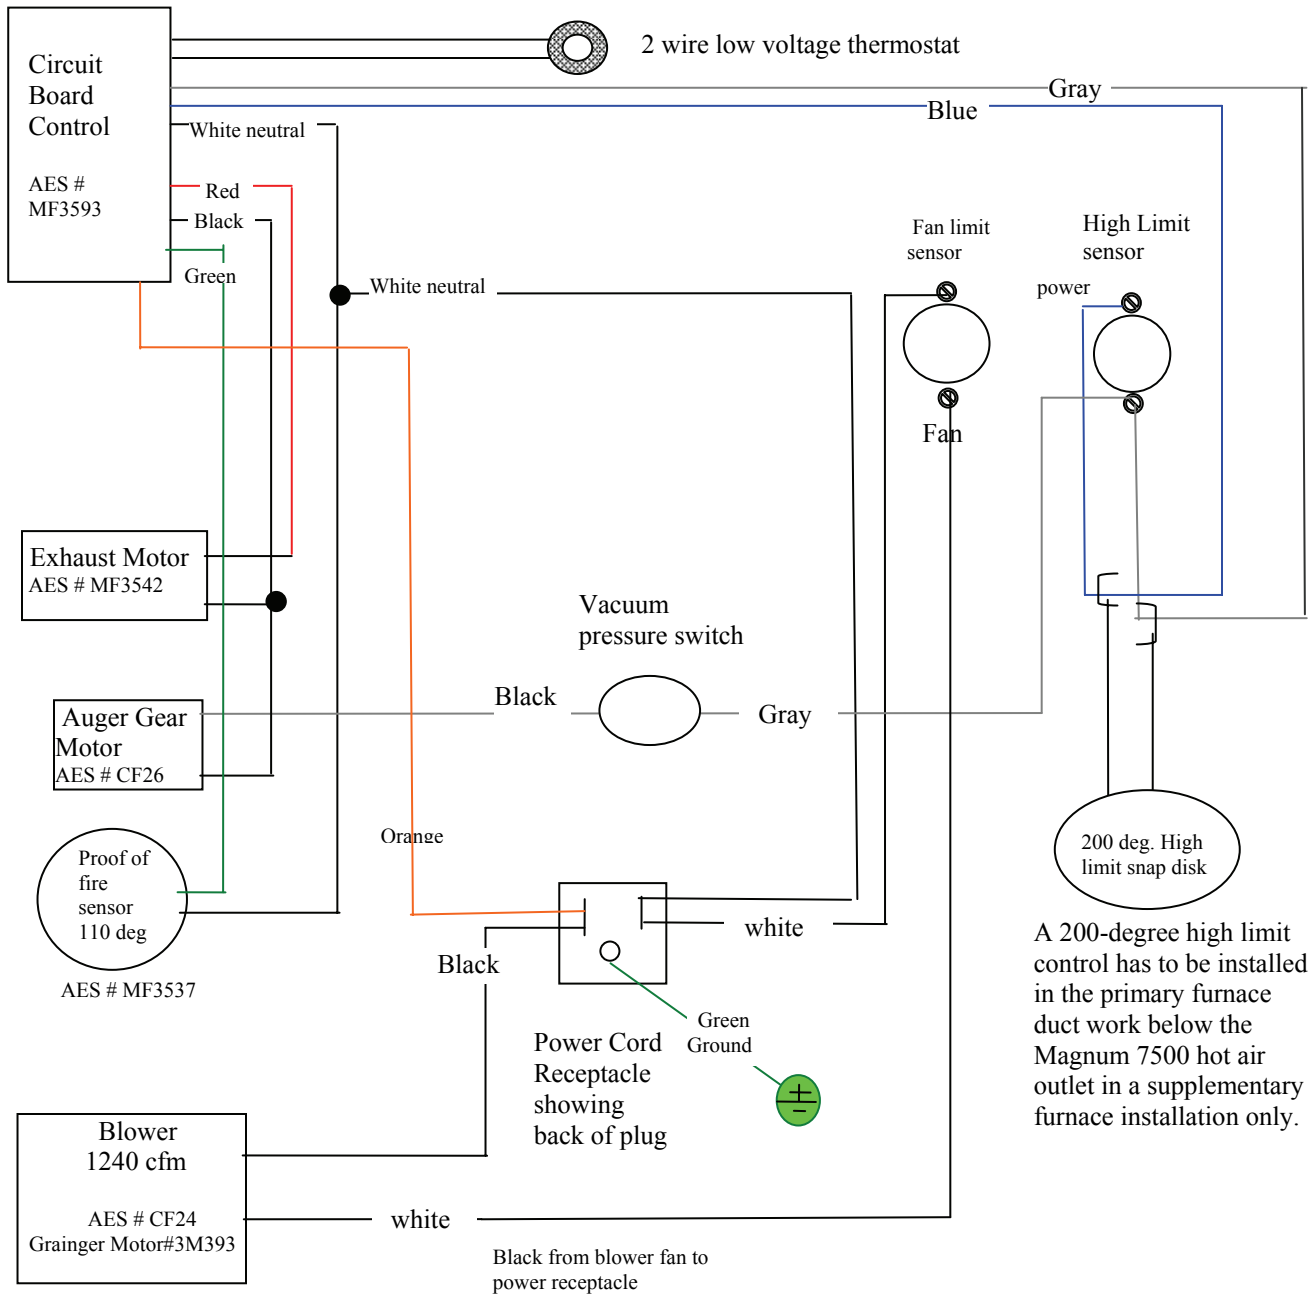 Circuit
Board
Control
AES #
MF3593
2 wire low voltage thermostat
Gray
Blue
White neutral
Red
Black
Green
White neutral
Fan limit
sensor
High Limit
sensor
power
Fan
Exhaust Motor
AES # MF3542
Vacuum
pressure switch
Black
Gray
Auger Gear
Motor
AES # CF26
Orange
Proof of
fire
sensor
110 deg
AES # MF3537
200 deg. High
limit snap disk
white
Black
A 200-degree high limit
control has to be installed
in the primary furnace
duct work below the
Magnum 7500 hot air
outlet in a supplementary
furnace installation only.
Green
Ground
Power Cord
Receptacle
showing
back of plug
Blower
1240 cfm
AES # CF24
Grainger Motor#3M393
white
Black from blower fan to
power receptacle